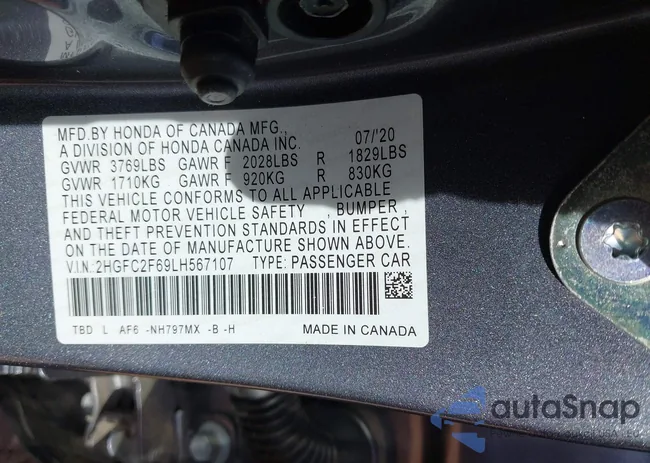 MFD.BY HONDA OF CANADA MFG.,
A DIVISION OF HONDA CANADA INC. 07/'20
GVWR 3769LBS GAWR F 2028LBS R 1829LBS
GVWR 1710KG GAWR F 920KG R 830KG
THIS VEHICLE CONFORMS TO ALL APPLICABLE
FEDERAL MOTOR VEHICLE SAFETY , BUMPER ,
AND THEFT PREVENTION STANDARDS IN EFFECT
ON THE DATE OF MANUFACTURE SHOWN ABOVE.
V.I.N.:2HGFC2F69LH567107 TYPE: PASSENGER CAR
TBD L AF6 -NH797MX -B -H MADE IN CANADA
autoSnap